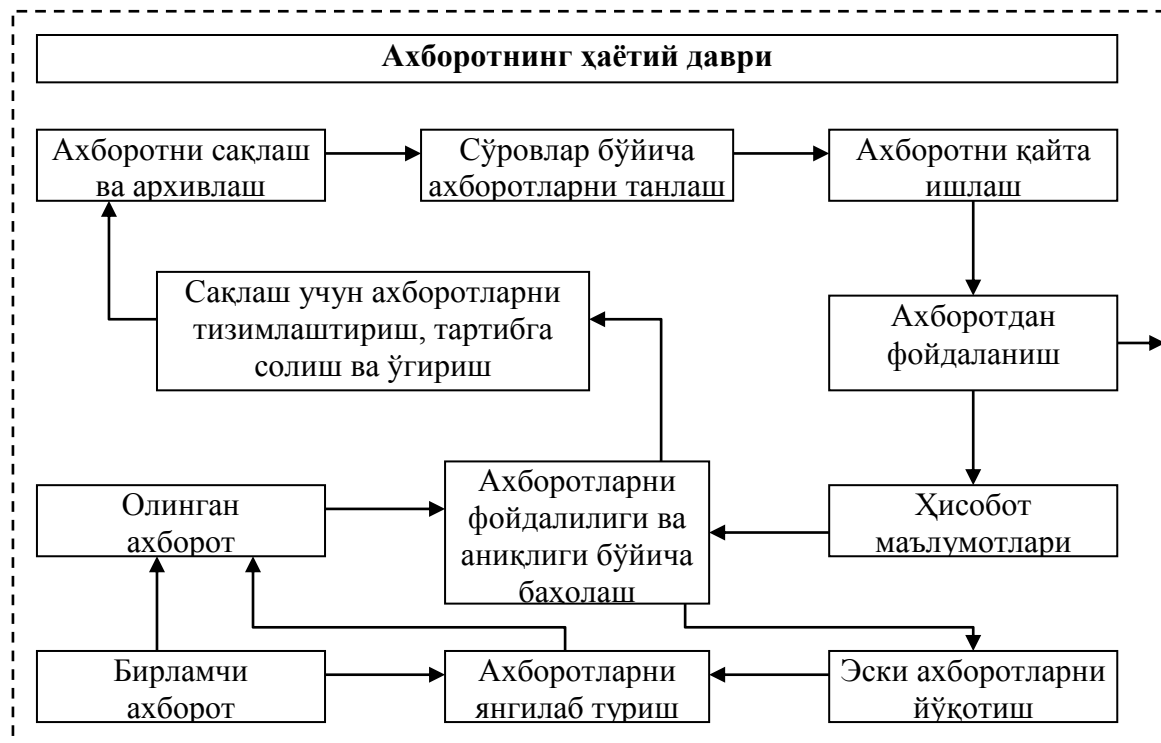 Ахборотнинг ҳаётий даври
Ахборотни сақлаш
ва архивлаш
Сўровлар бўйича
ахборотларни танлаш
Ахборотни қайта
ишлаш
Сақлаш учун ахборотларни
тизимлаштириш, тартибга
солиш ва ўгириш
Ахборотдан
фойдаланиш
Олинган
ахборот
Ахборотларни
фойдалилиги ва
аниқлиги бўйича
баҳолаш
Ҳисобот
маълумотлари
Бирламчи
ахборот
Ахборотларни
янгилаб туриш
Эски ахборотларни
йўқотиш